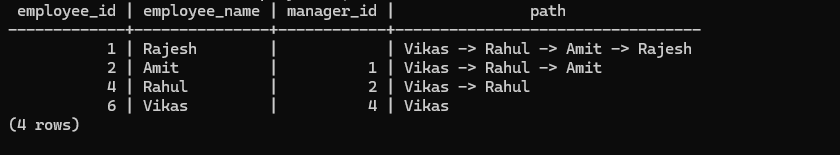 employee_id | employee_name | manager_id |               path
-------------+---------------+------------+----------------------------------
           1 | Rajesh        |            | Vikas -> Rahul -> Amit -> Rajesh
           2 | Amit          |          1 | Vikas -> Rahul -> Amit
           4 | Rahul         |          2 | Vikas -> Rahul
           6 | Vikas         |          4 | Vikas
(4 rows)